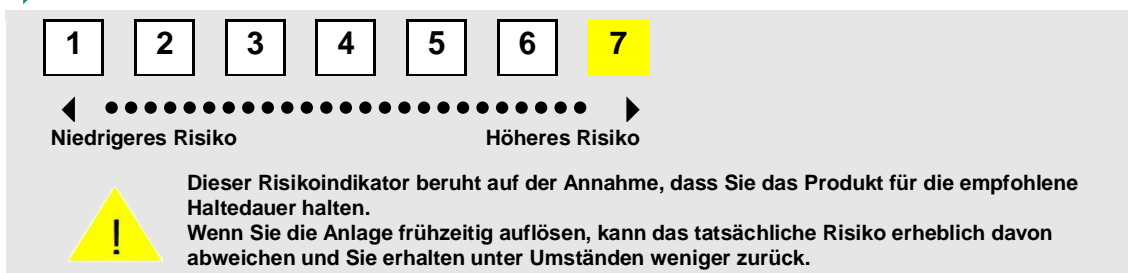 1 2 3 4 5 6 7
Niedrigeres Risiko Höheres Risiko
Dieser Risikoindikator beruht auf der Annahme, dass Sie das Produkt für die empfohlene
Haltedauer halten.
Wenn Sie die Anlage frühzeitig auflösen, kann das tatsächliche Risiko erheblich davon
abweichen und Sie erhalten unter Umständen weniger zurück.
!